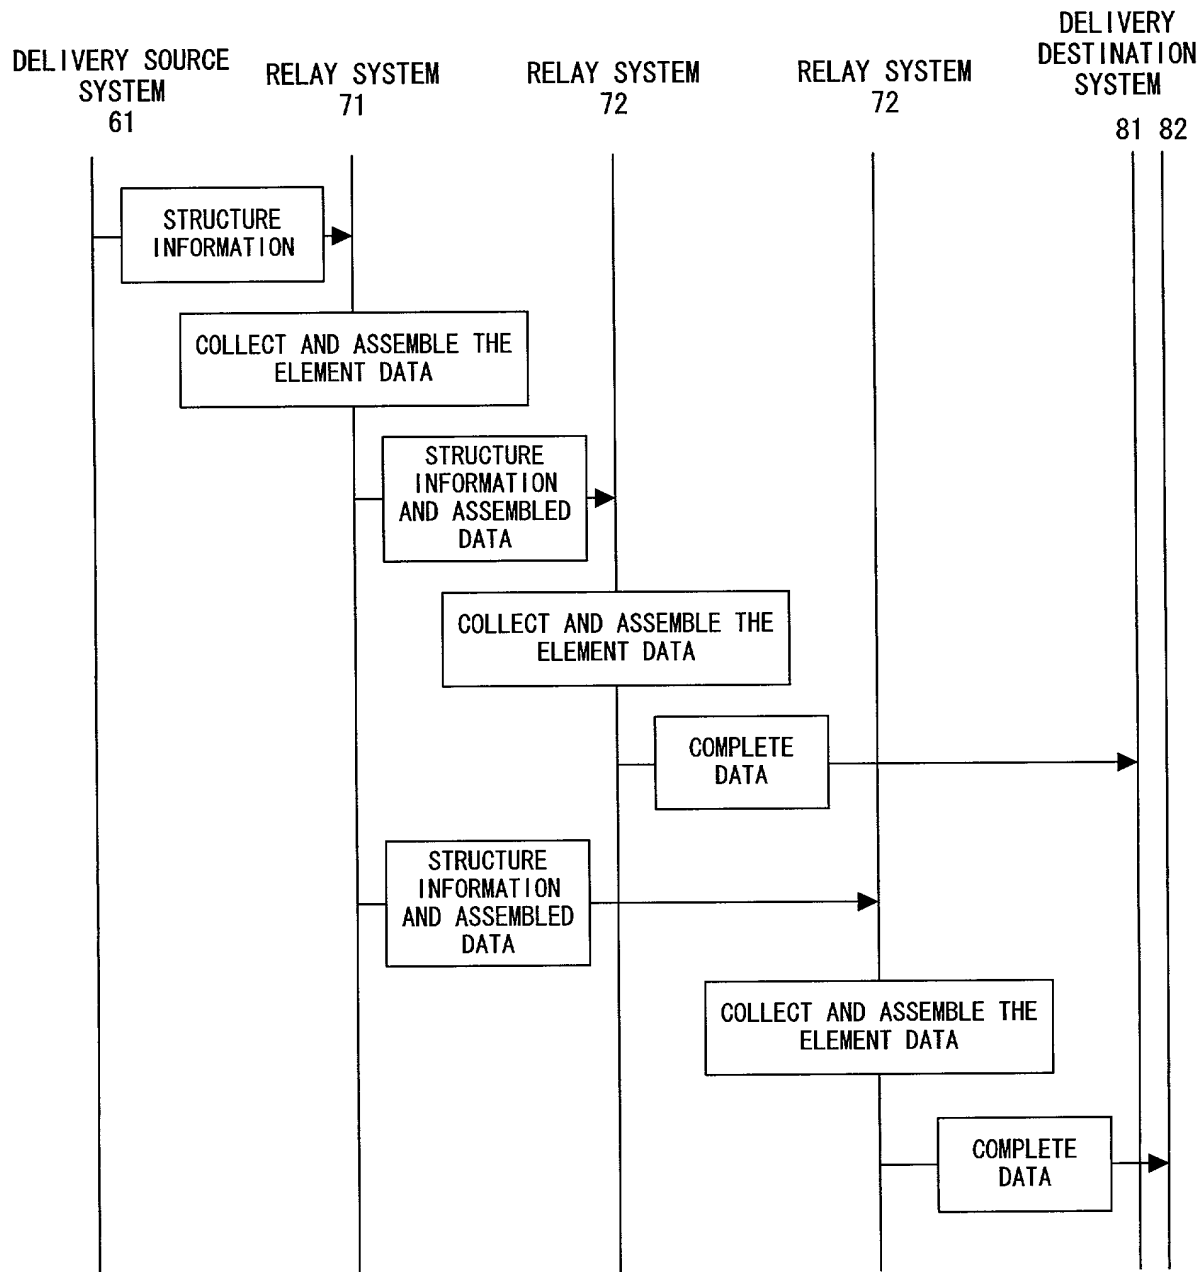 DELIVERY SOURCE
SYSTEM
61
RELAY SYSTEM
71
RELAY SYSTEM
72
RELAY SYSTEM
72
DELIVERY
DESTINATION
SYSTEM
81 82
STRUCTURE
INFORMATION
COLLECT AND ASSEMBLE THE
ELEMENT DATA
STRUCTURE
INFORMATION
AND ASSEMBLED
DATA
COLLECT AND ASSEMBLE THE
ELEMENT DATA
COMPLETE
DATA
STRUCTURE
INFORMATION
AND ASSEMBLED
DATA
COLLECT AND ASSEMBLE THE
ELEMENT DATA
COMPLETE
DATA